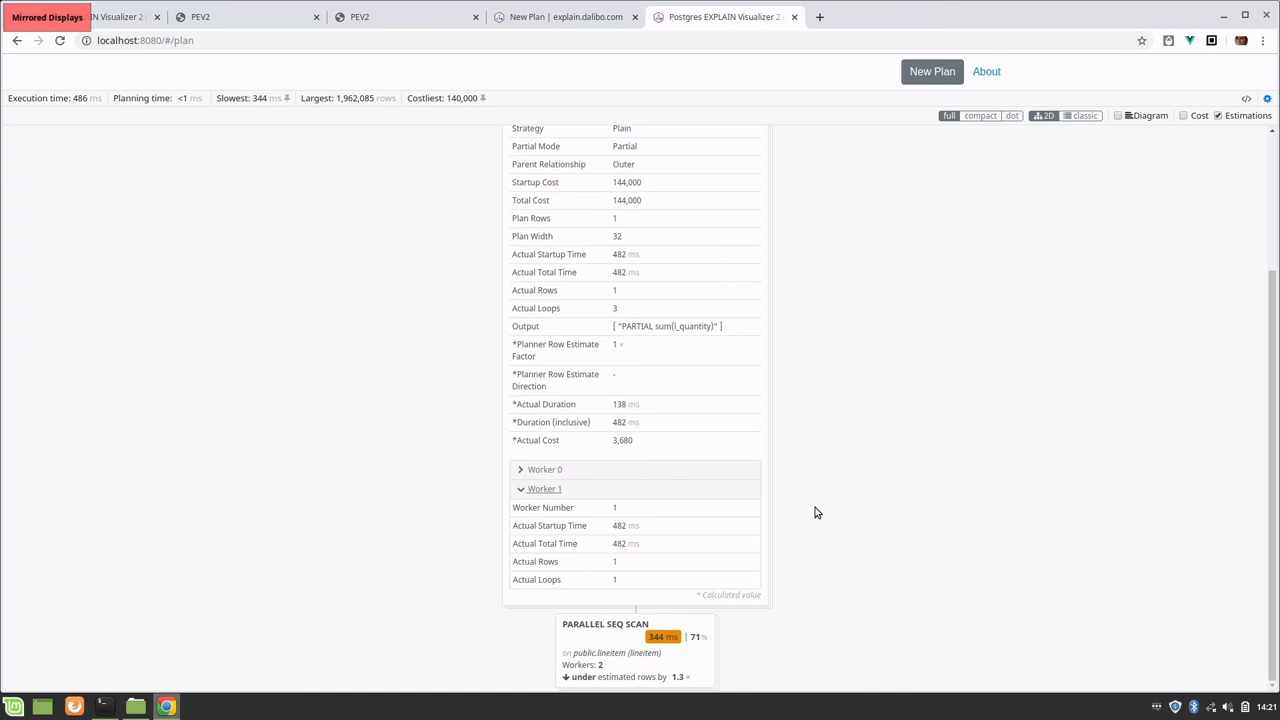 Mirrored Displays
IN Visualizer 2
PEV2
PEV2
New Plan | explain.dalibo.com
Postgres EXPLAIN Visualizer 2
localhost:8080/#/plan
New Plan
About
Execution time: 486 ms
Planning time: <1 ms
Slowest: 344 ms
Largest: 1,962,085 rows
Costliest: 140,000
full compact dot
2D classic
Diagram
Cost
Estimations
Strategy Plain
Partial Mode Partial
Parent Relationship Outer
Startup Cost 144,000
Total Cost 144,000
Plan Rows 1
Plan Width 32
Actual Startup Time 482 ms
Actual Total Time 482 ms
Actual Rows 1
Actual Loops 3
Output [ "PARTIAL sum(l_quantity)" ]
*Planner Row Estimate Factor 1 ×
*Planner Row Estimate Direction -
*Actual Duration 138 ms
*Duration (inclusive) 482 ms
*Actual Cost 3,680
Worker 0
Worker 1
Worker Number 1
Actual Startup Time 482 ms
Actual Total Time 482 ms
Actual Rows 1
Actual Loops 1
* Calculated value
PARALLEL SEQ SCAN
344 ms | 71%
on public.lineitem (lineitem)
Workers: 2
under estimated rows by 1.3 ×
14:21